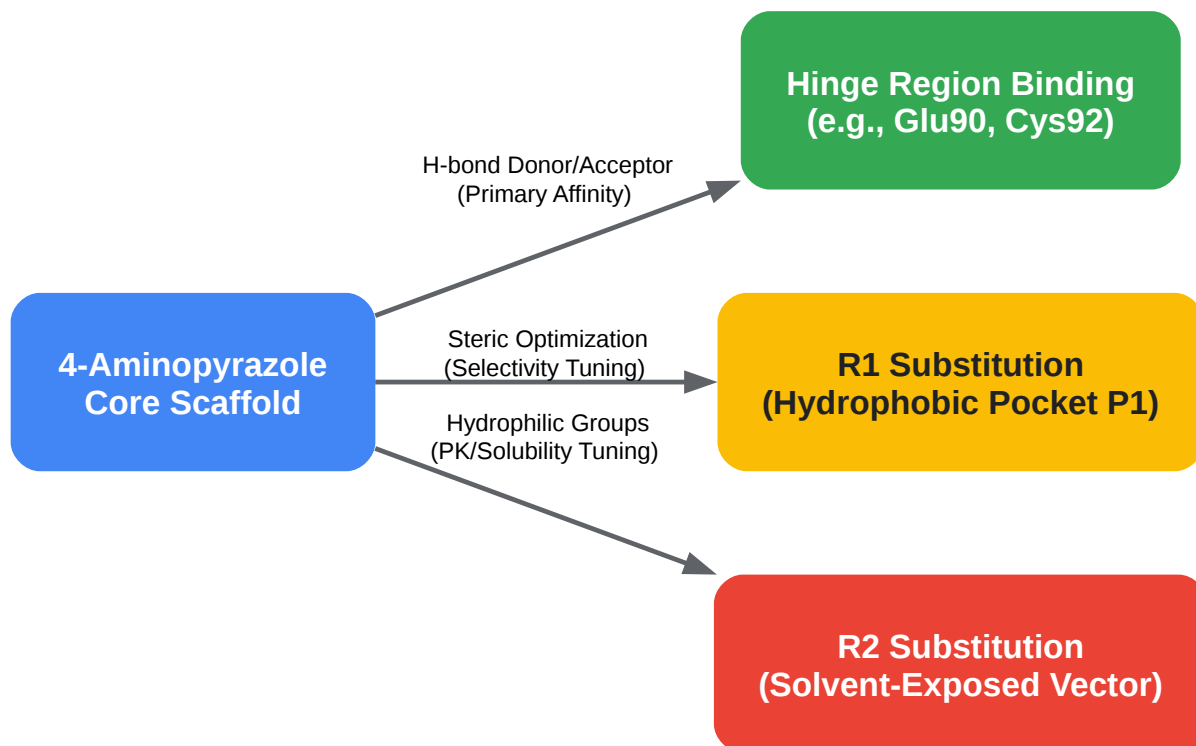 Hinge Region Binding
(e.g., Glu90, Cys92)
H-bond Donor/Acceptor
(Primary Affinity)
4-Aminopyrazole
Core Scaffold
Steric Optimization
(Selectivity Tuning)
R1 Substitution
(Hydrophobic Pocket P1)
Hydrophilic Groups
(PK/Solubility Tuning)
R2 Substitution
(Solvent-Exposed Vector)